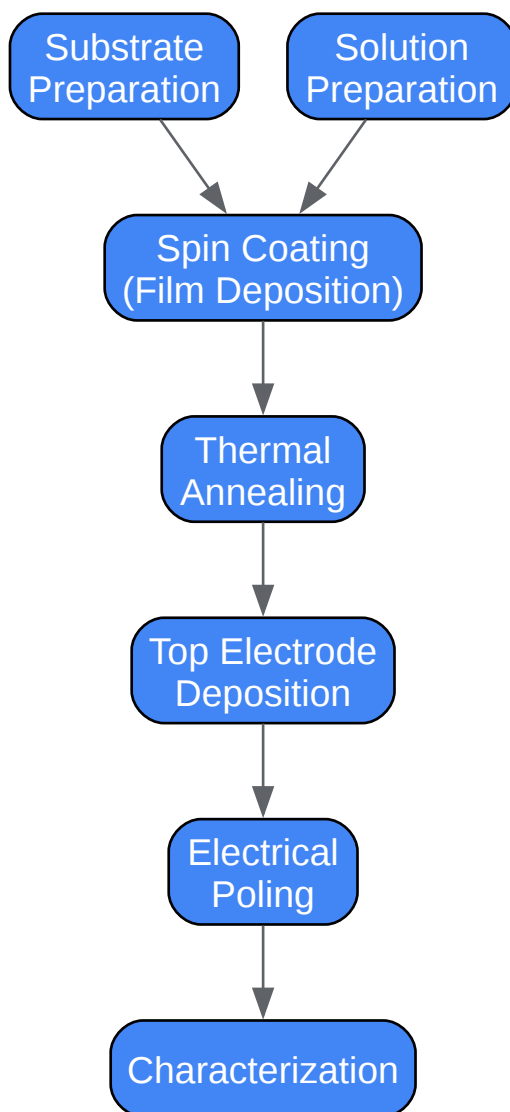 Substrate
Preparation
Solution
Preparation
Spin Coating
(Film Deposition)
Thermal
Annealing
Top Electrode
Deposition
Electrical
Poling
Characterization